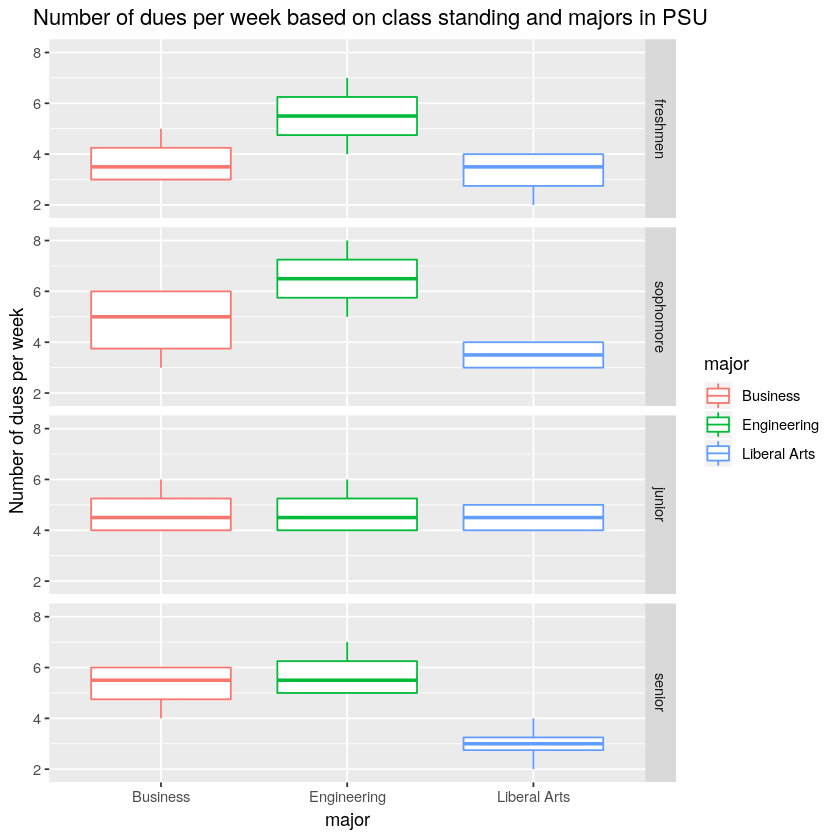 Number of dues per week based on class standing and majors in PSU
Number of dues per week
8
6
4
2
freshmen
8
6
4
2
sophomore
8
6
4
2
junior
8
6
4
2
senior
Business
Engineering
Liberal Arts
major
major
Business
Engineering
Liberal Arts